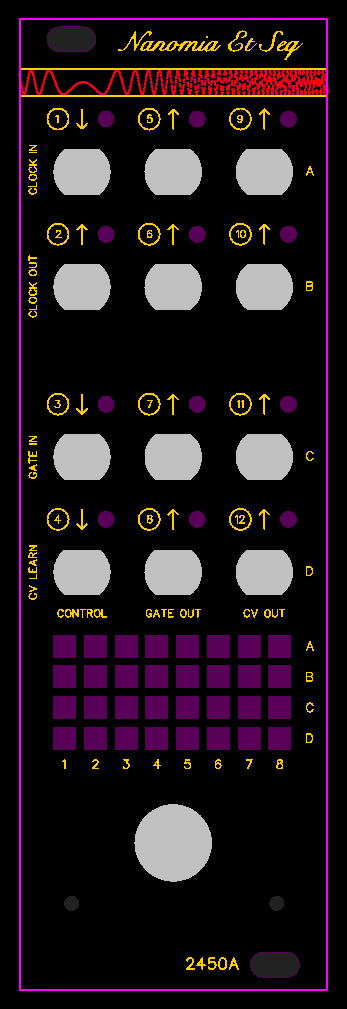 Nanomia Et Seq
1 ↓ 5 ↑ 9 ↑
CLOCK IN
A
2 ↑ 6 ↑ 10 ↑
CLOCK OUT
B
3 ↓ 7 ↑ 11 ↑
GATE IN
C
4 ↓ 8 ↑ 12 ↑
CV LEARN
D
CONTROL GATE OUT CV OUT
A
B
C
D
1 2 3 4 5 6 7 8
2450A